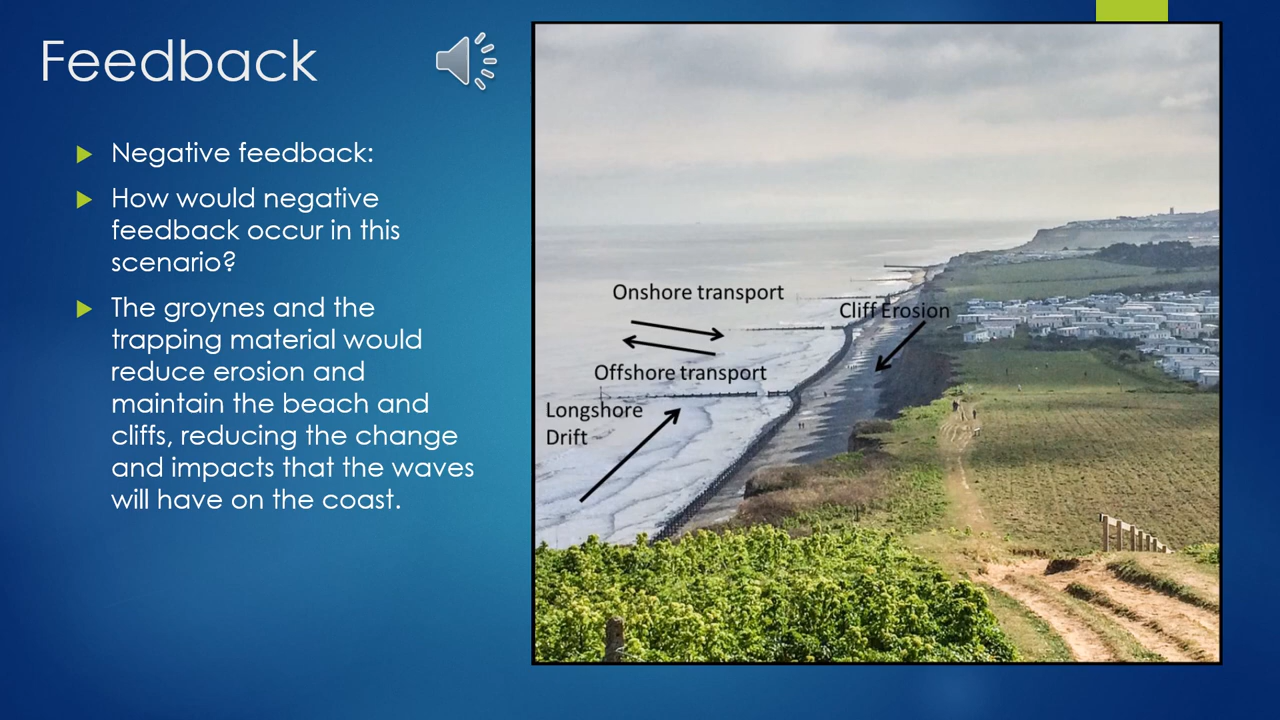 Feedback
Negative feedback:
How would negative
feedback occur in this
scenario?
The groynes and the
trapping material would
reduce erosion and
maintain the beach and
cliffs, reducing the change
and impacts that the waves
will have on the coast.
Onshore transport
Cliff Erosion
Offshore transport
Longshore
Drift